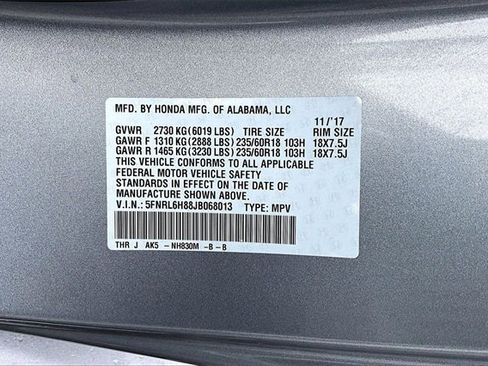 MFD. BY HONDA MFG. OF ALABAMA, LLC
11/'17
GVWR 2730 KG(6019 LBS) TIRE SIZE RIM SIZE
GAWR F 1310 KG(2888 LBS) 235/60R18 103H 18X7.5J
GAWR R 1465 KG(3230 LBS) 235/60R18 103H 18X7.5J
THIS VEHICLE CONFORMS TO ALL APPLICABLE
FEDERAL MOTOR VEHICLE SAFETY
STANDARDS IN EFFECT ON THE DATE OF
MANUFACTURE SHOWN ABOVE.
V.I.N.: 5FNRL6H88JB068013 TYPE: MPV
THR J AK5 - NH830M -B - B